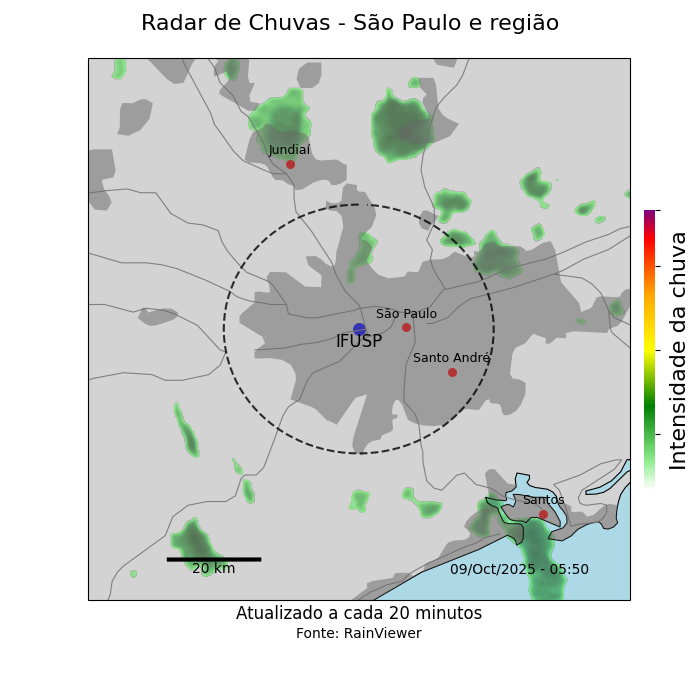 Radar de Chuvas - São Paulo e região
Jundiaí
São Paulo
IFUSP
Santo André
Santos
20 km
09/Oct/2025 - 05:50
Intensidade da chuva
Atualizado a cada 20 minutos
Fonte: RainViewer